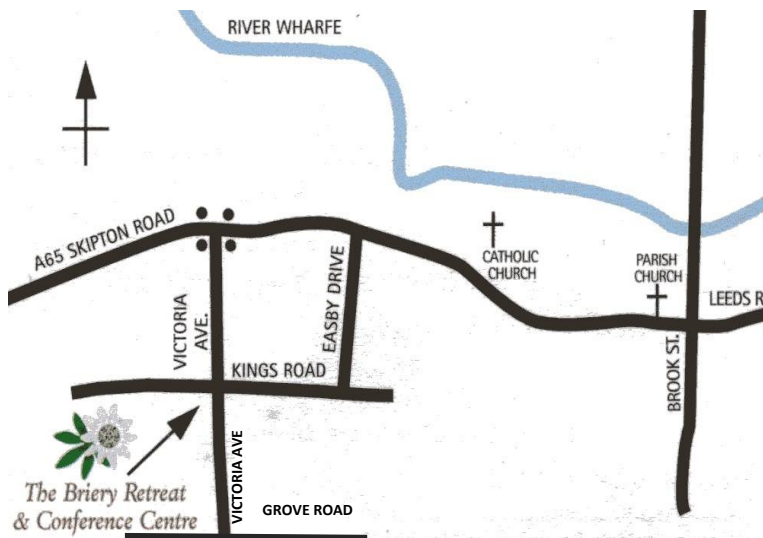 RIVER WHARFE
A65 SKIPTON ROAD
CATHOLIC
CHURCH
PARISH
CHURCH
LEEDS R
VICTORIA
AVE.
EASBY DRIVE
KINGS ROAD
BROOK ST.
VICTORIA AVE
The Briery Retreat
& Conference Centre
GROVE ROAD